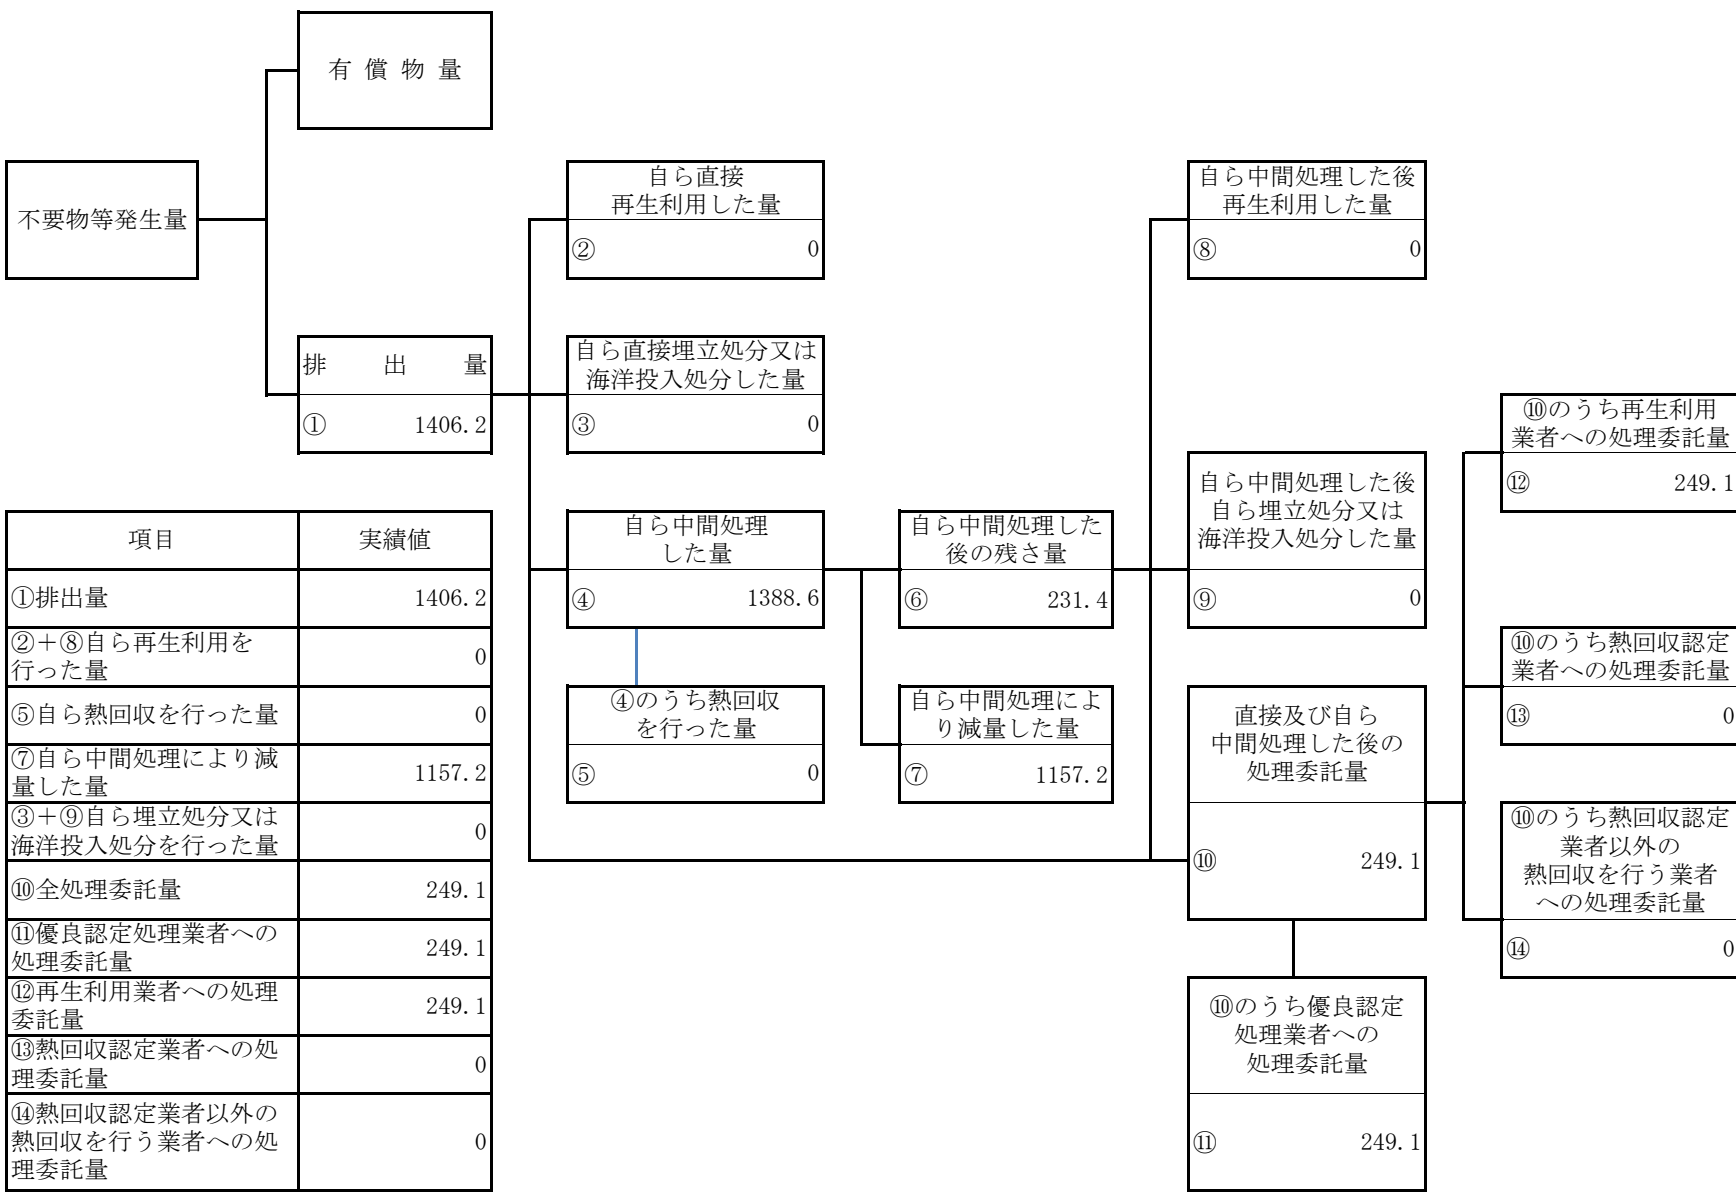 有償物量
不要物等発生量
排出量
① 1406.2
自ら直接
再生利用した量
② 0
自ら直接埋立処分又は
海洋投入処分した量
③ 0
自ら中間処理
した量
④ 1388.6
④のうち熱回収
を行った量
⑤ 0
自ら中間処理した
後の残さ量
⑥ 231.4
自ら中間処理によ
り減量した量
⑦ 1157.2
自ら中間処理した後
再生利用した量
⑧ 0
自ら中間処理した後
自ら埋立処分又は
海洋投入処分した量
⑨ 0
直接及び自ら
中間処理した後の
処理委託量
⑩ 249.1
⑩のうち優良認定
処理業者への
処理委託量
⑪ 249.1
⑩のうち再生利用
業者への処理委託量
⑫ 249.1
⑩のうち熱回収認定
業者への処理委託量
⑬ 0
⑩のうち熱回収認定
業者以外の
熱回収を行う業者
への処理委託量
⑭ 0
項目 実績値
①排出量 1406.2
②＋⑧自ら再生利用を
行った量 0
⑤自ら熱回収を行った量 0
⑦自ら中間処理により減
量した量 1157.2
③＋⑨自ら埋立処分又は
海洋投入処分を行った量 0
⑩全処理委託量 249.1
⑪優良認定処理業者への
処理委託量 249.1
⑫再生利用業者への処理
委託量 249.1
⑬熱回収認定業者への処
理委託量 0
⑭熱回収認定業者以外の
熱回収を行う業者への処
理委託量 0